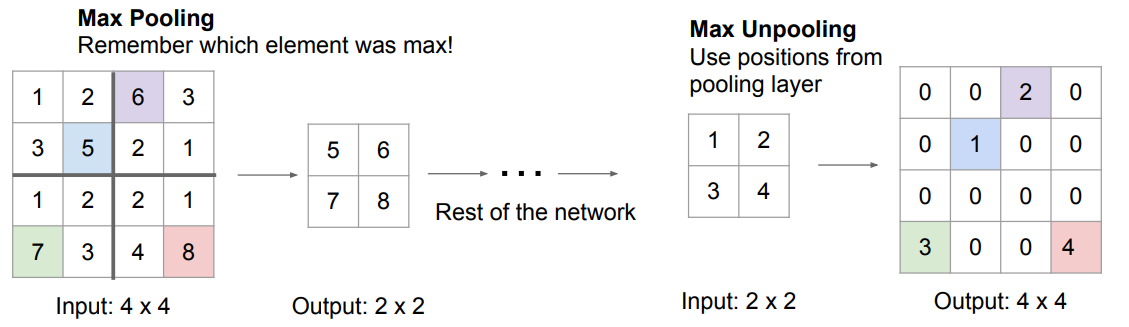 Max Pooling
Remember which element was max!
1 2 6 3
3 5 2 1
1 2 2 1
7 3 4 8
Input: 4 x 4
5 6
7 8
Output: 2 x 2
...
Rest of the network
Max Unpooling
Use positions from
pooling layer
1 2
3 4
Input: 2 x 2
0 0 2 0
0 1 0 0
0 0 0 0
3 0 0 4
Output: 4 x 4